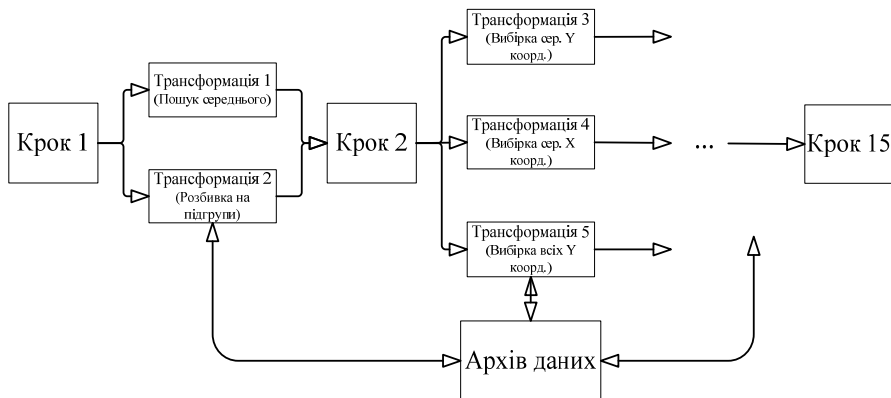 Крок 1
Трансформація 1
(Пошук середнього)
Трансформація 2
(Розбивка на
підгрупи)
Крок 2
Трансформація 3
(Вибірка сер. Y
коорд.)
Трансформація 4
(Вибірка сер. X
коорд.)
Трансформація 5
(Вибірка всіх Y
коорд.)
...
Крок 15
Архів даних